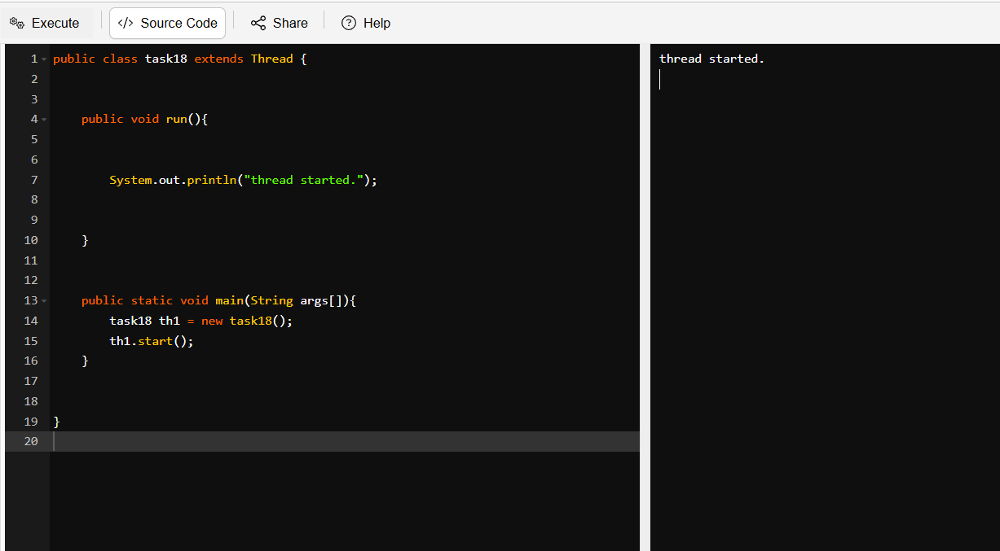 Execute </> Source Code Share ? Help
1 public class task18 extends Thread {
2
3
4 public void run(){
5
6
7 System.out.println("thread started.");
8
9
10 }
11
12
13 public static void main(String args[]){
14 task18 th1 = new task18();
15 th1.start();
16 }
17
18
19 }
20
thread started.